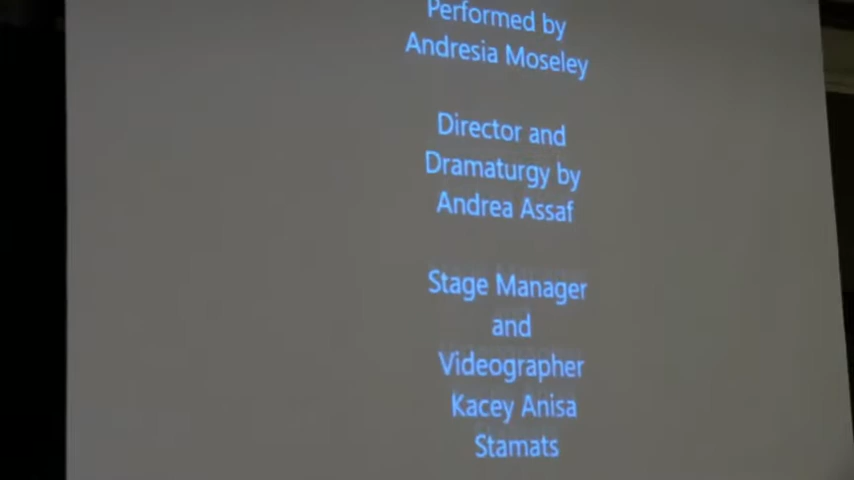 Performed by
Andresia Moseley
Director and
Dramaturgy by
Andrea Assaf
Stage Manager
and
Videographer
Kacey Anisa
Stamats